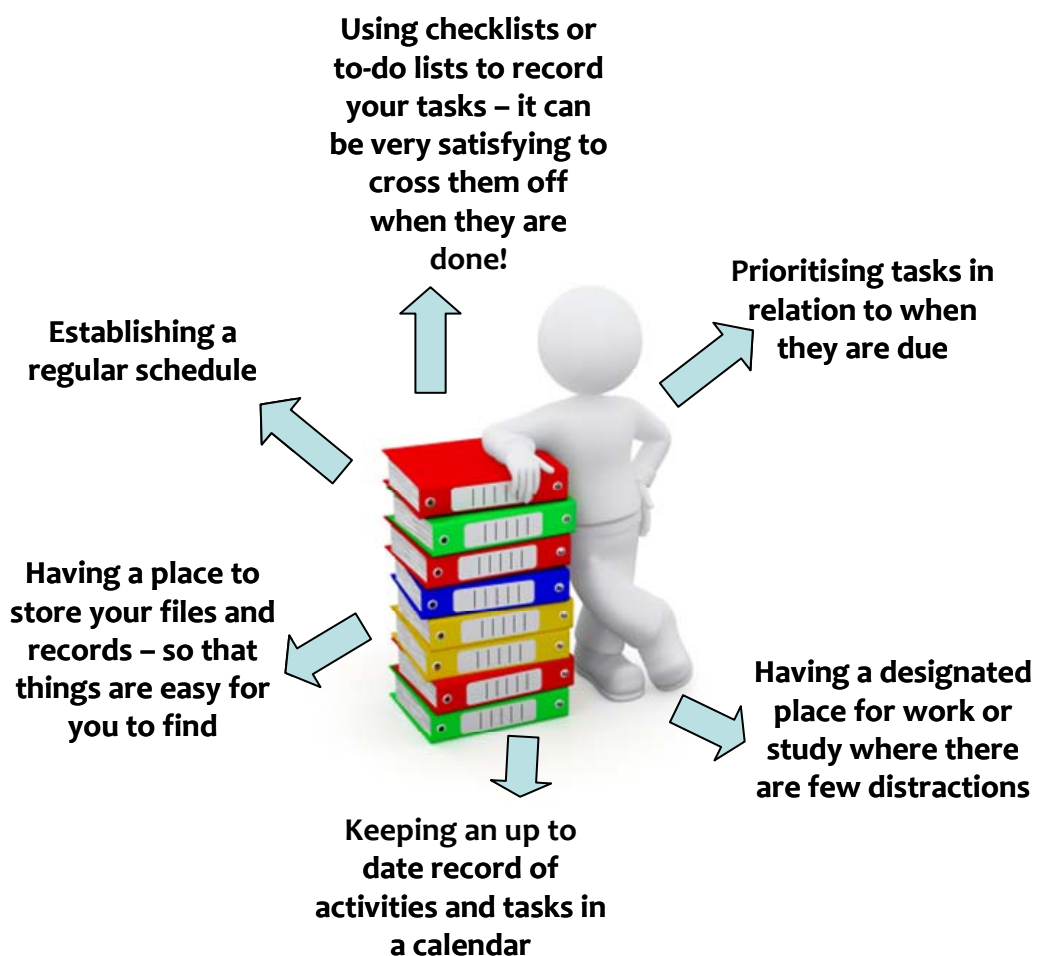 Using checklists or
to-do lists to record
your tasks – it can
be very satisfying to
cross them off
when they are
done!
Prioritising tasks in
relation to when
they are due
Establishing a
regular schedule
Having a place to
store your files and
records – so that
things are easy for
you to find
Having a designated
place for work or
study where there
are few distractions
Keeping an up to
date record of
activities and tasks in
a calendar